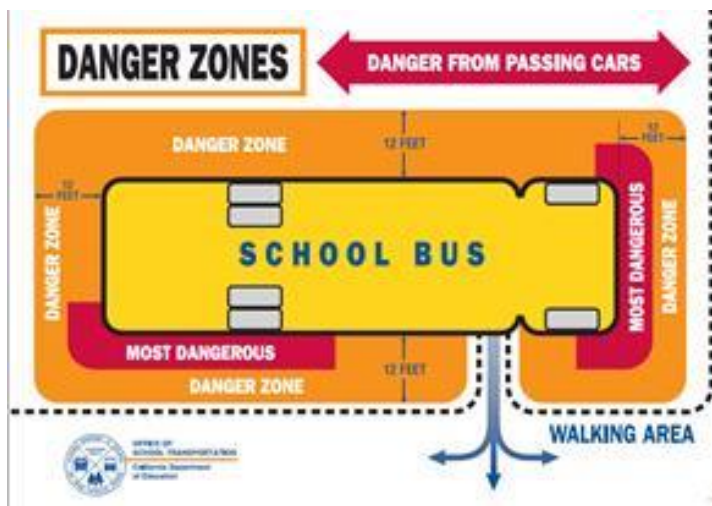 DANGER ZONES
DANGER FROM PASSING CARS
DANGER ZONE
12 FEET
12
FEET
12
FEET
DANGER ZONE
SCHOOL BUS
MOST DANGEROUS
DANGER ZONE
MOST DANGEROUS
12 FEET
DANGER ZONE
WALKING AREA
OFFICE OF
SCHOOL TRANSPORTATION
California Department
of Education